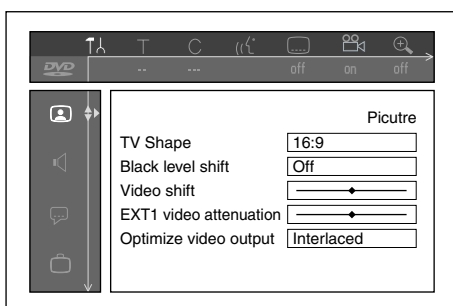 T C
DVD -- --- off on off
Picutre
TV Shape 16:9
Black level shift Off
Video shift
EXT1 video attenuation
Optimize video output Interlaced